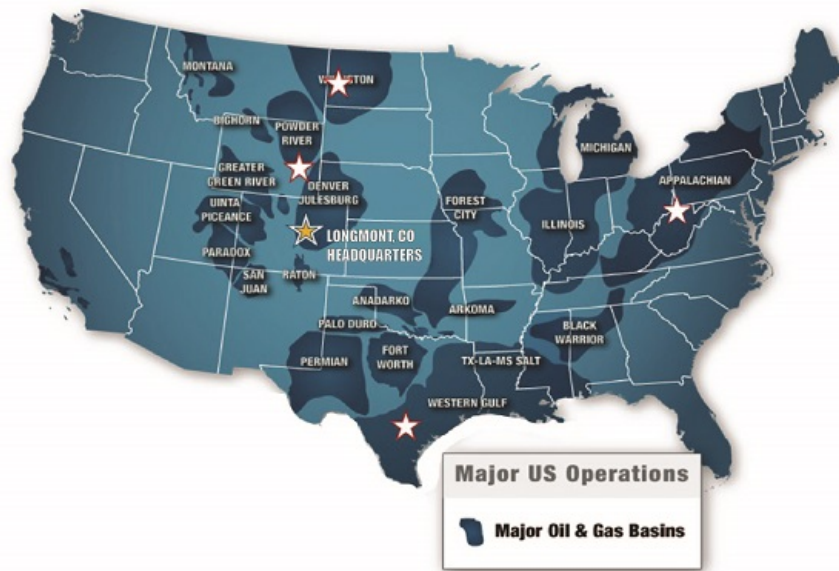 MONTANA
WILLISTON
BIGHORN
POWDER
RIVER
MICHIGAN
GREATER
GREEN RIVER
DENVER
JULESBURG
APPALACHIAN
UINTA
PICEANCE
FOREST
CITY
ILLINOIS
LONGMONT, CO
HEADQUARTERS
PARADOX
SAN
JUAN
RATON
ANADARKO
ARKOMA
PALO DURO
BLACK
WARRIOR
PERMIAN
FORT
WORTH
TX-LA-MS SALT
WESTERN GULF
Major US Operations
Major Oil & Gas Basins